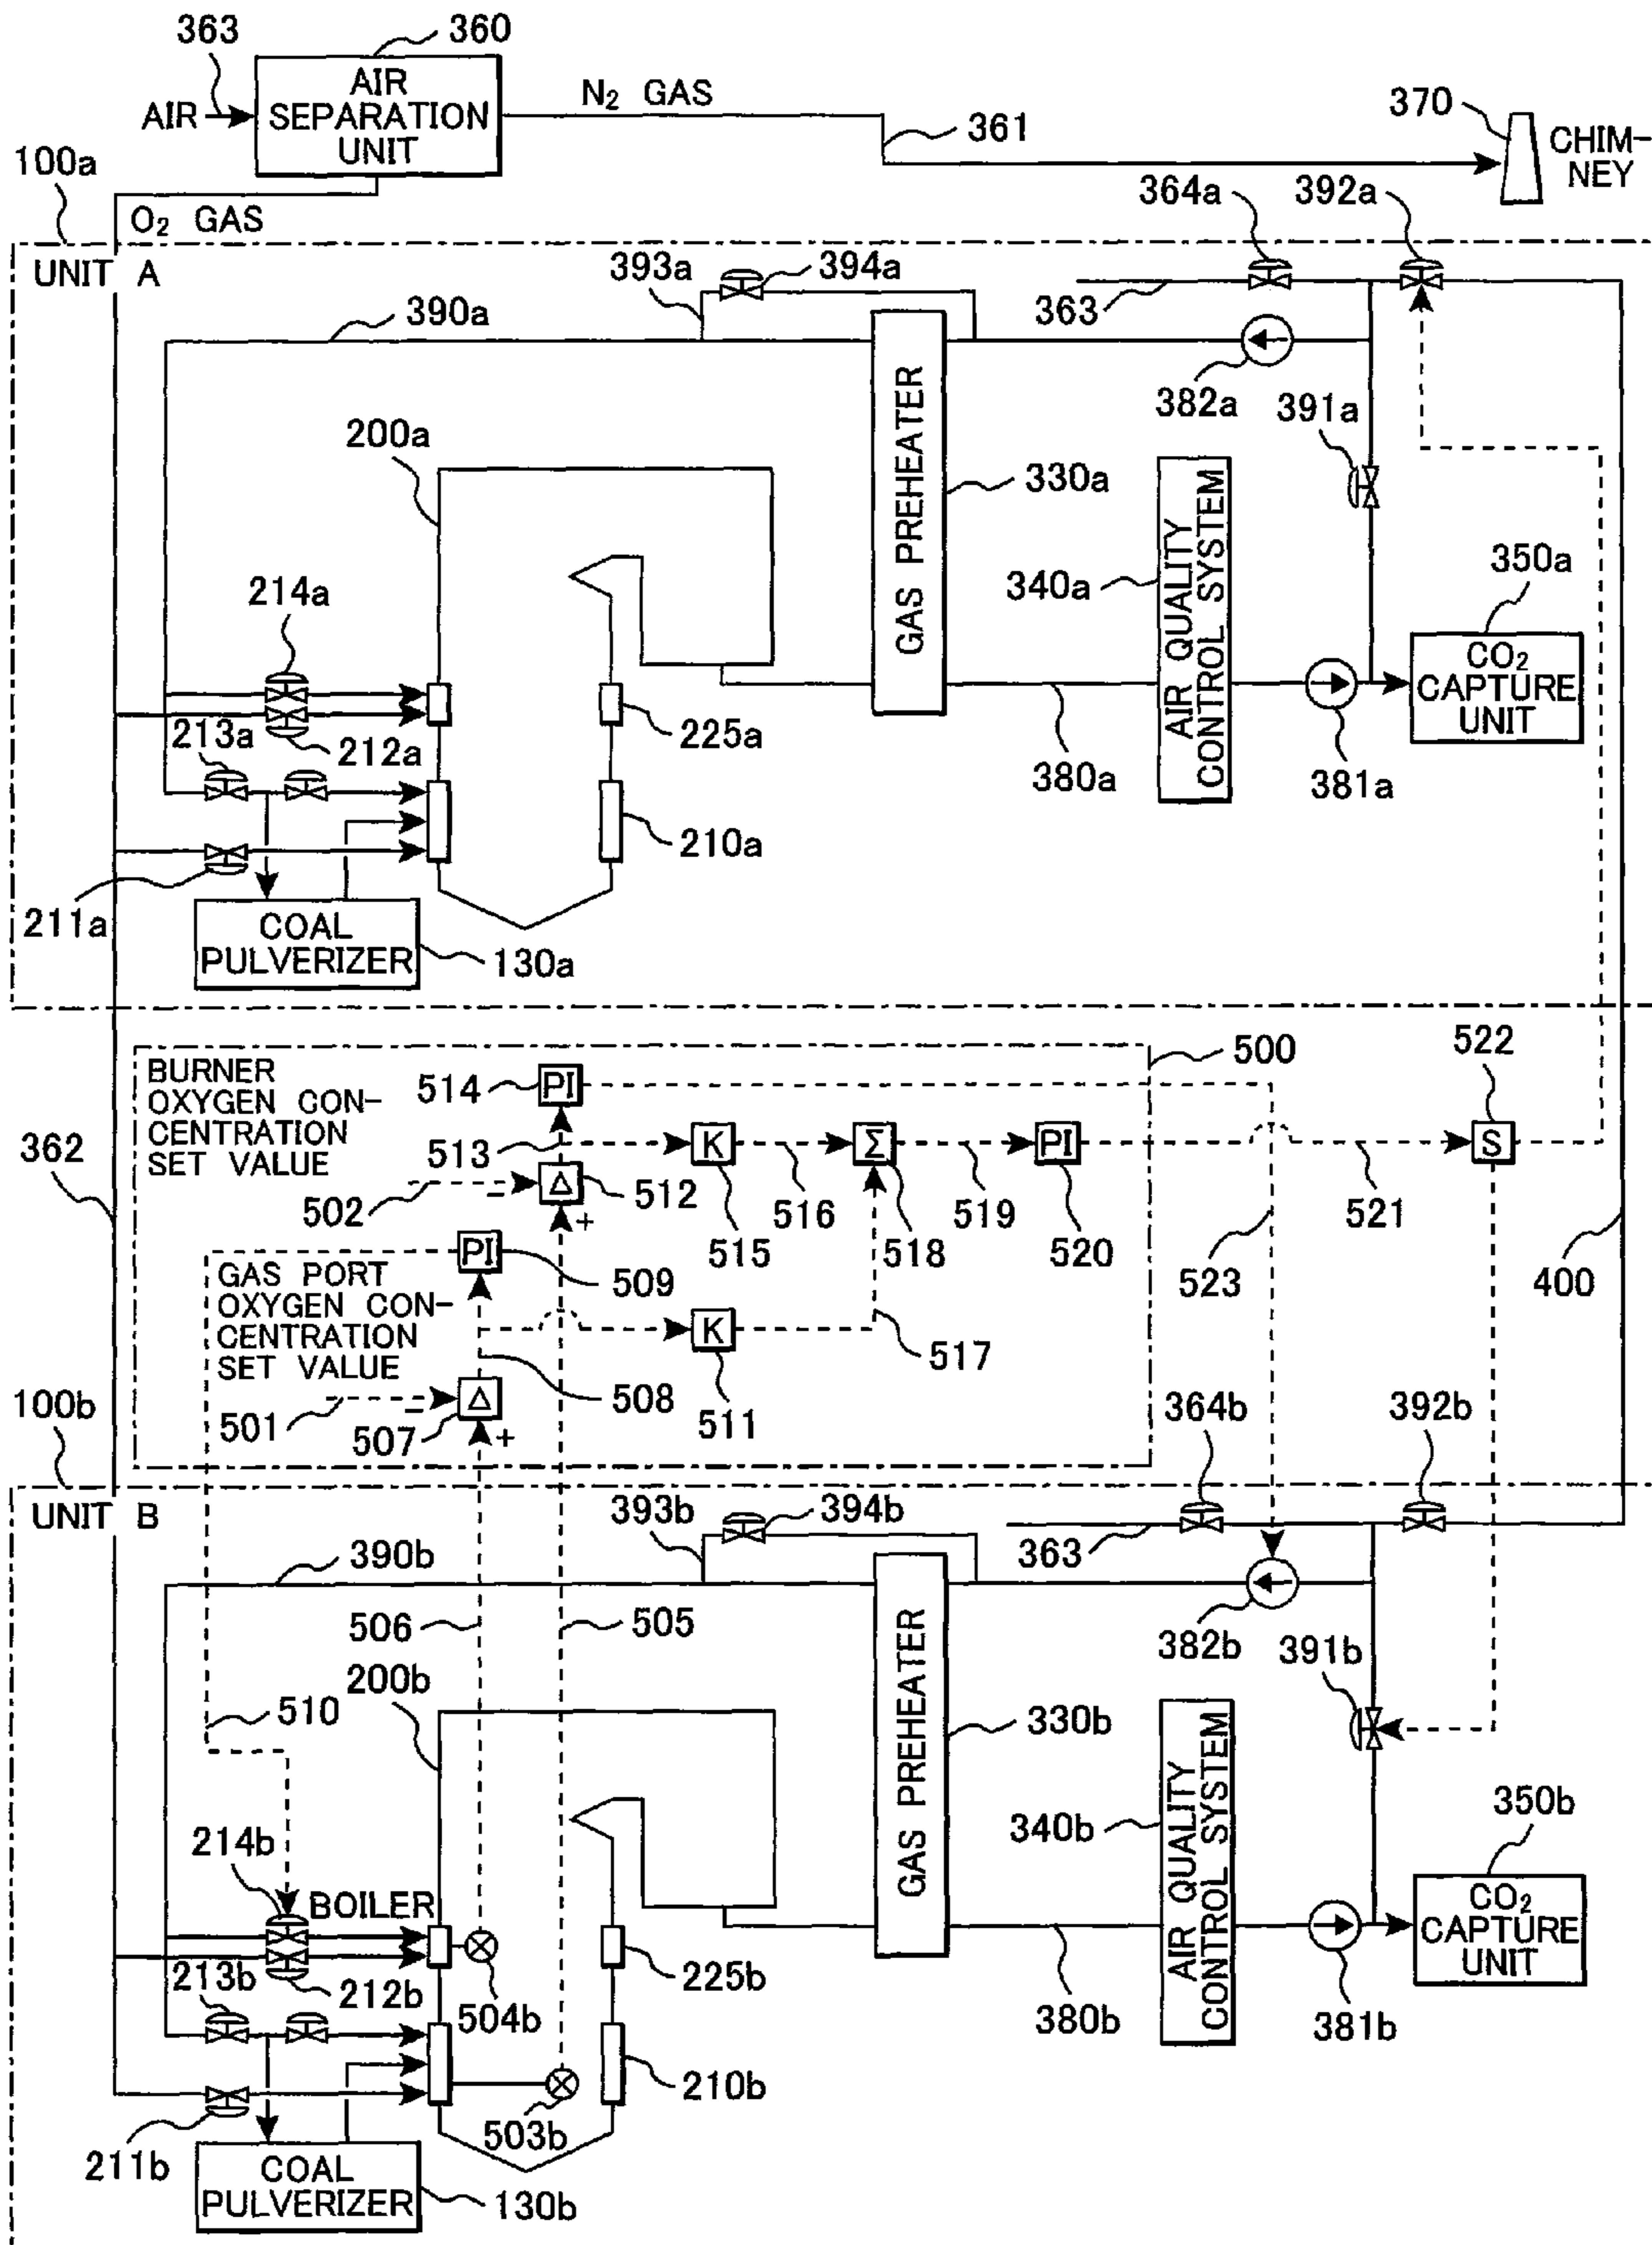 363
360
AIR
AIR
SEPARATION
UNIT
N₂ GAS
361
370
CHIM-
NEY
100a
O₂ GAS
364a
392a
UNIT A
393a
394a
363
390a
382a
391a
200a
GAS PREHEATER
330a
AIR QUALITY
CONTROL SYSTEM
340a
350a
CO₂
CAPTURE
UNIT
214a
213a
212a
225a
380a
381a
210a
211a
COAL
PULVERIZER
130a
BURNER
OXYGEN CON-
CENTRATION
SET VALUE
514
PI
500
522
513
K
Σ
PI
S
362
502
−
Δ
512
516
519
521
+
515
518
520
PI
509
523
400
GAS PORT
OXYGEN CON-
CENTRATION
SET VALUE
K
517
508
511
100b
501
−
Δ
507
+
364b
392b
UNIT B
393b
394b
363
390b
506
505
382b
391b
200b
510
GAS PREHEATER
330b
AIR QUALITY
CONTROL SYSTEM
340b
350b
CO₂
CAPTURE
UNIT
214b
BOILER
213b
212b
504b
225b
380b
381b
210b
503b
211b
COAL
PULVERIZER
130b